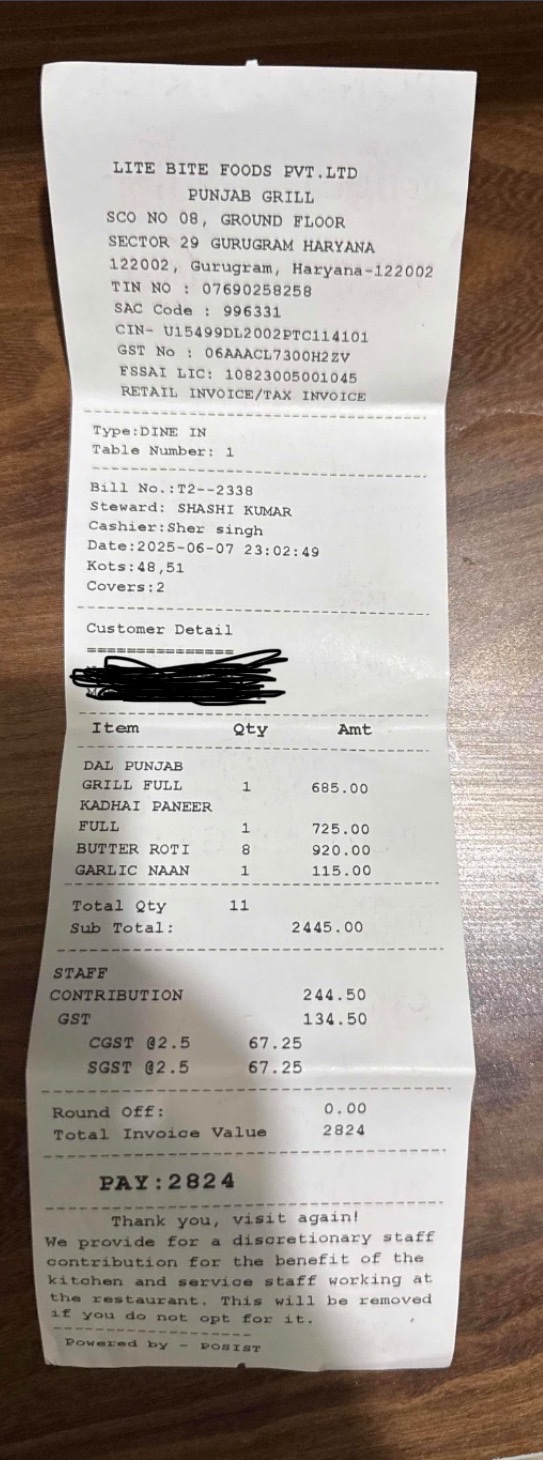 LITE BITE FOODS PVT.LTD
PUNJAB GRILL
SCO NO 08, GROUND FLOOR
SECTOR 29 GURUGRAM HARYANA
122002, Gurugram, Haryana-122002
TIN NO : 07690258258
SAC Code : 996331
CIN- U15499DL2002PTC114101
GST No : 06AAACL7300H2ZV
FSSAI LIC: 10823005001045
RETAIL INVOICE/TAX INVOICE
Type:DINE IN
Table Number: 1
Bill No.:T2--2338
Steward: SHASHI KUMAR
Cashier:Sher singh
Date:2025-06-07 23:02:49
Kots:48,51
Covers:2
Customer Detail
Item Qty Amt
DAL PUNJAB
GRILL FULL 1 685.00
KADHAI PANEER
FULL 1 725.00
BUTTER ROTI 8 920.00
GARLIC NAAN 1 115.00
Total Qty 11
Sub Total: 2445.00
STAFF
CONTRIBUTION 244.50
GST 134.50
CGST @2.5 67.25
SGST @2.5 67.25
Round Off: 0.00
Total Invoice Value 2824
PAY:2824
Thank you, visit again!
We provide for a discretionary staff
contribution for the benefit of the
kitchen and service staff working at
the restaurant. This will be removed
if you do not opt for it.
Powered by - POSIST